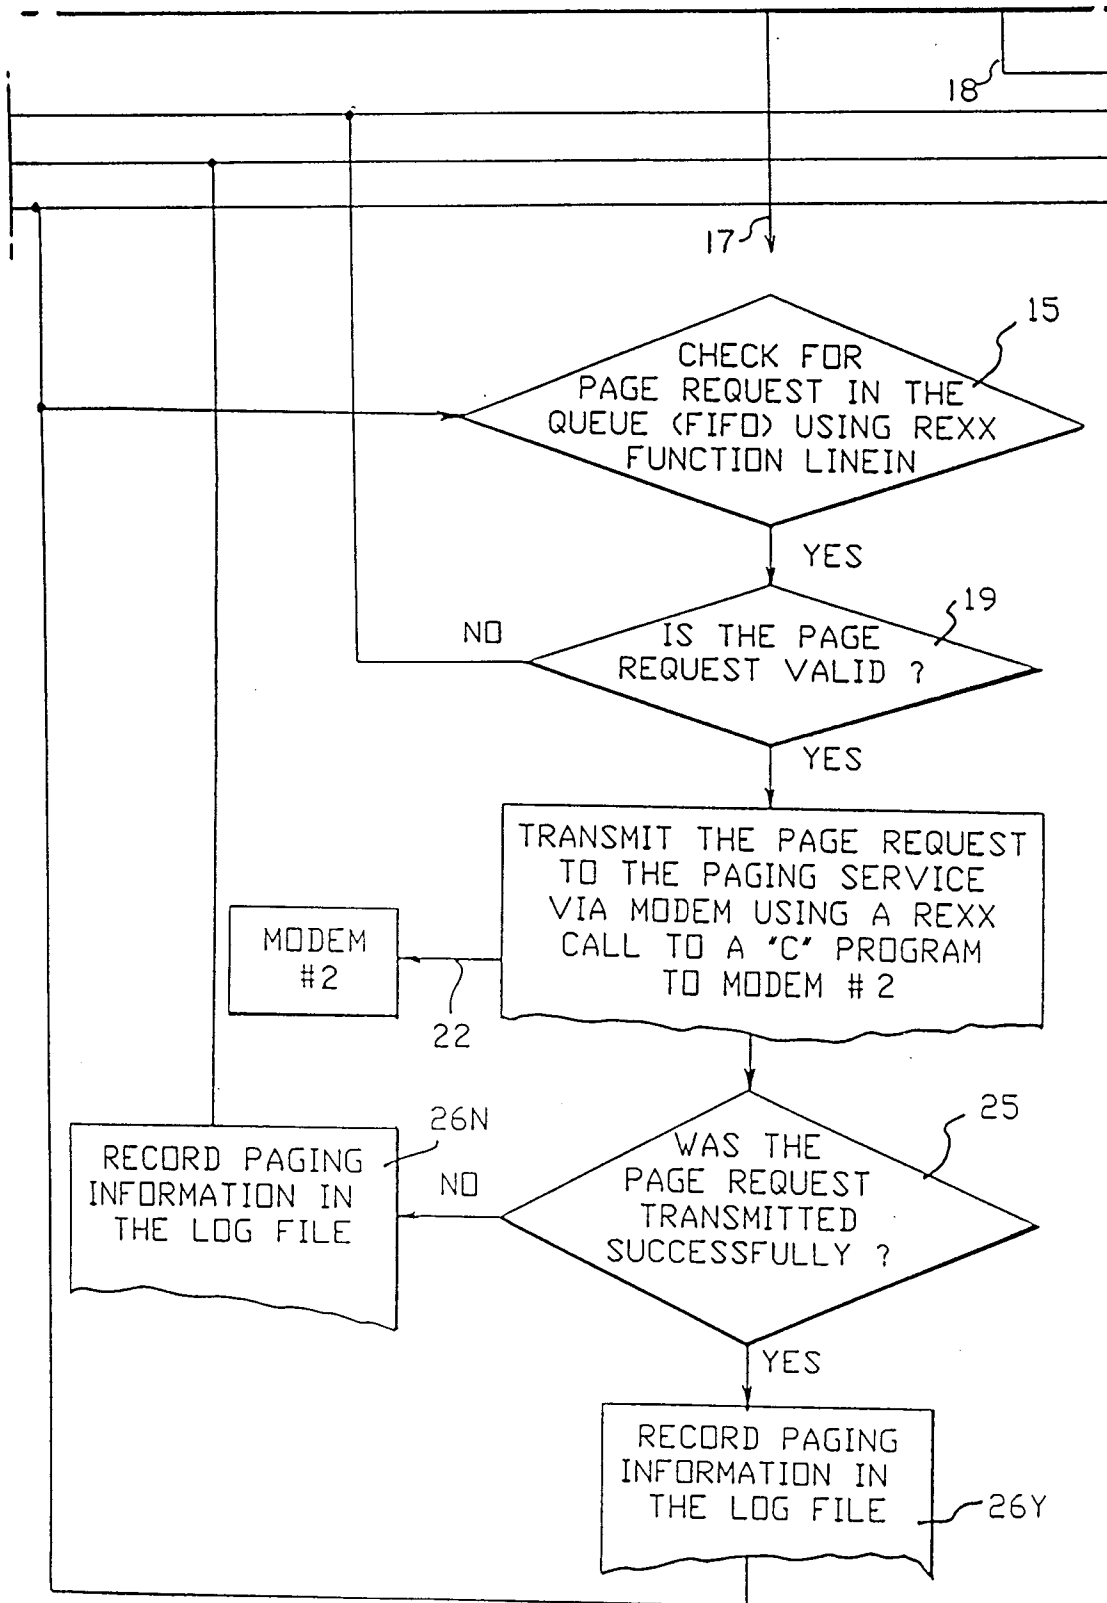 18
17
15
CHECK FOR
PAGE REQUEST IN THE
QUEUE (FIFO) USING REXX
FUNCTION LINEIN
YES
19
NO
IS THE PAGE
REQUEST VALID ?
YES
TRANSMIT THE PAGE REQUEST
TO THE PAGING SERVICE
VIA MODEM USING A REXX
CALL TO A "C" PROGRAM
TO MODEM # 2
MODEM
#2
22
26N
25
RECORD PAGING
INFORMATION IN
THE LOG FILE
NO
WAS THE
PAGE REQUEST
TRANSMITTED
SUCCESSFULLY ?
YES
RECORD PAGING
INFORMATION IN
THE LOG FILE
26Y